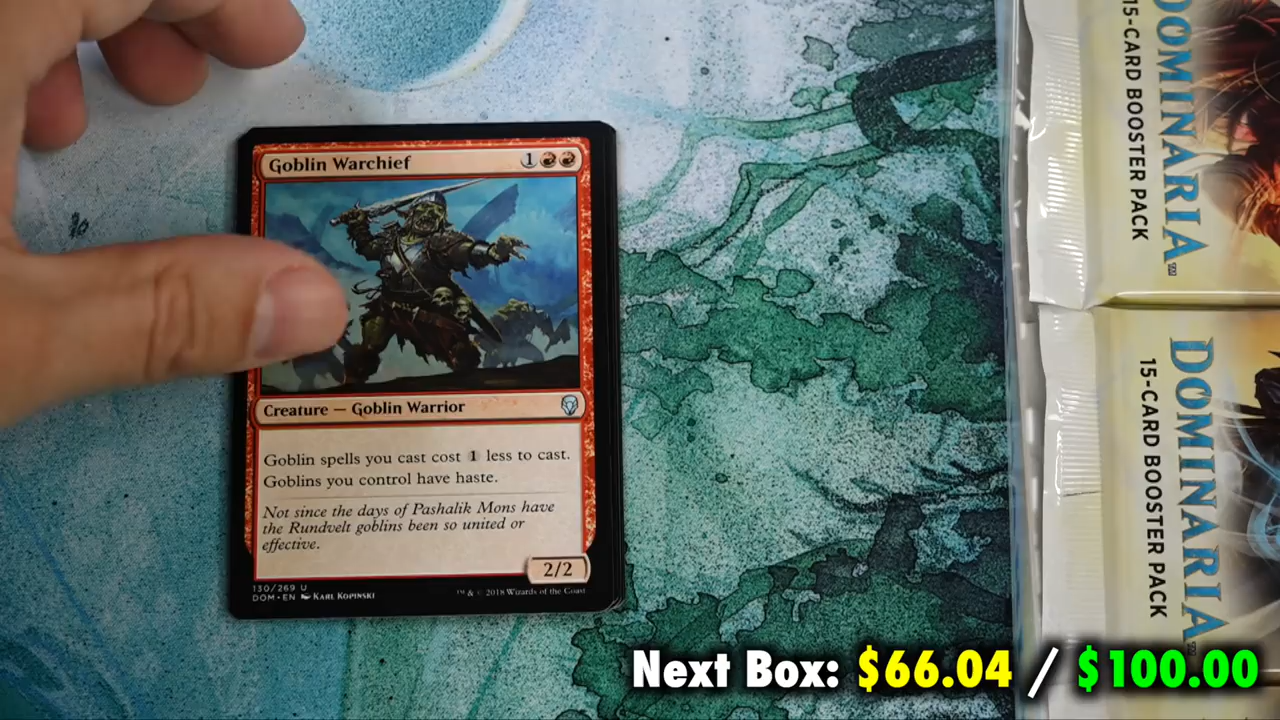 Goblin Warchief 1
Creature — Goblin Warrior
Goblin spells you cast cost 1 less to cast.
Goblins you control have haste.
Not since the days of Pashalik Mons have
the Rundvelt goblins been so united or
effective.
2/2
130/269 U
DOM • EN Karl Kopinski
™ & © 2018 Wizards of the Coast
DOMINARIA™
15-CARD BOOSTER PACK
DOMINARIA™
15-CARD BOOSTER PACK
Next Box: $66.04 / $100.00